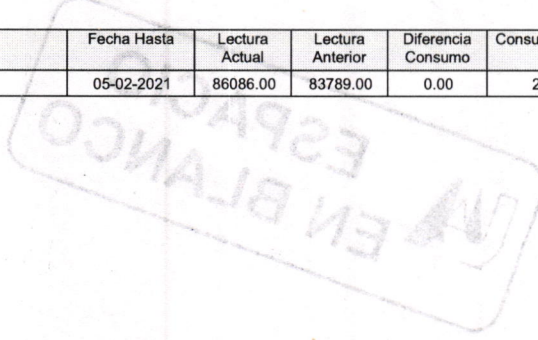 Fecha Hasta Lectura Actual Lectura Anterior Diferencia Consumo
05-02-2021 86086.00 83789.00 0.00 2
ESPACIO
EN BLANCO